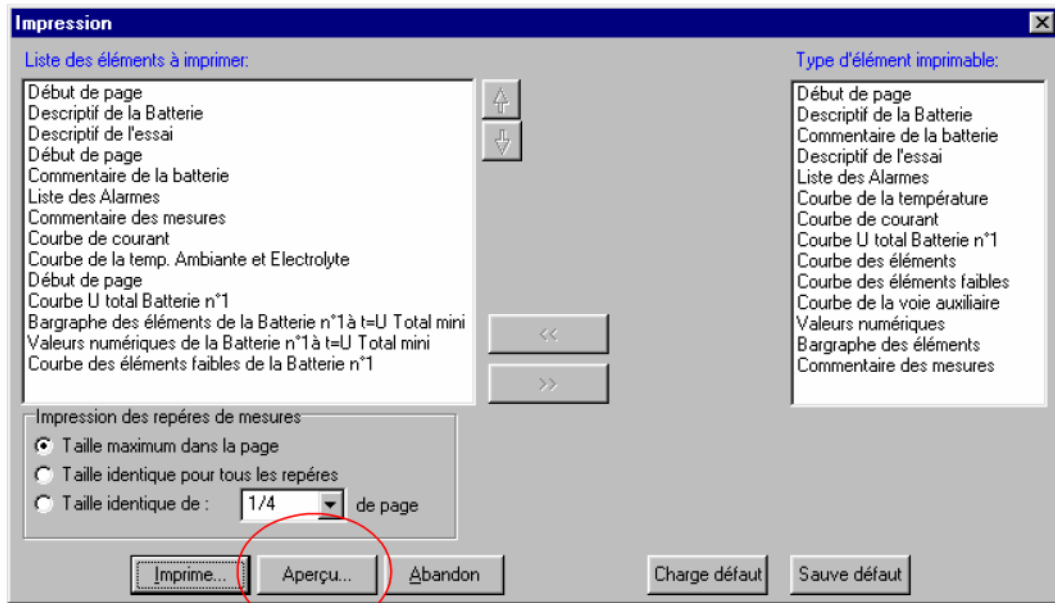 Impression
Liste des éléments à imprimer:
Début de page
Descriptif de la Batterie
Descriptif de l'essai
Début de page
Commentaire de la batterie
Liste des Alarmes
Commentaire des mesures
Courbe de courant
Courbe de la temp. Ambiante et Electrolyte
Début de page
Courbe U total Batterie n°1
Bargraphe des éléments de la Batterie n°1à t=U Total mini
Valeurs numériques de la Batterie n°1à t=U Total mini
Courbe des éléments faibles de la Batterie n°1
<<
>>
Type d'élément imprimable:
Début de page
Descriptif de la Batterie
Commentaire de la batterie
Descriptif de l'essai
Liste des Alarmes
Courbe de la température
Courbe de courant
Courbe U total Batterie n°1
Courbe des éléments
Courbe des éléments faibles
Courbe de la voie auxiliaire
Valeurs numériques
Bargraphe des éléments
Commentaire des mesures
Impression des repéres de mesures
Taille maximum dans la page
Taille identique pour tous les repéres
Taille identique de : 1/4 de page
Imprime... Aperçu... Abandon Charge défaut Sauve défaut